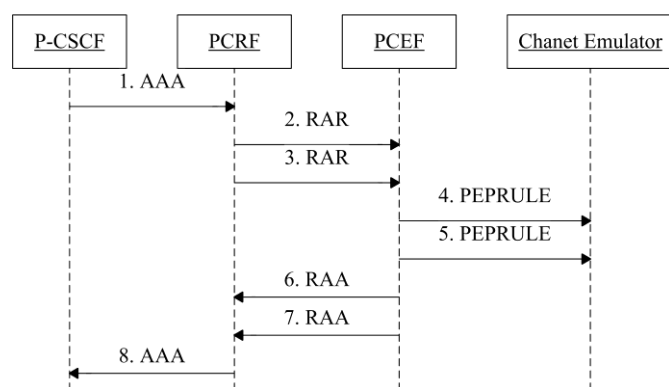 P-CSCF
PCRF
PCEF
Chanet Emulator
1. AAA
2. RAR
3. RAR
4. PEPRULE
5. PEPRULE
6. RAA
7. RAA
8. AAA